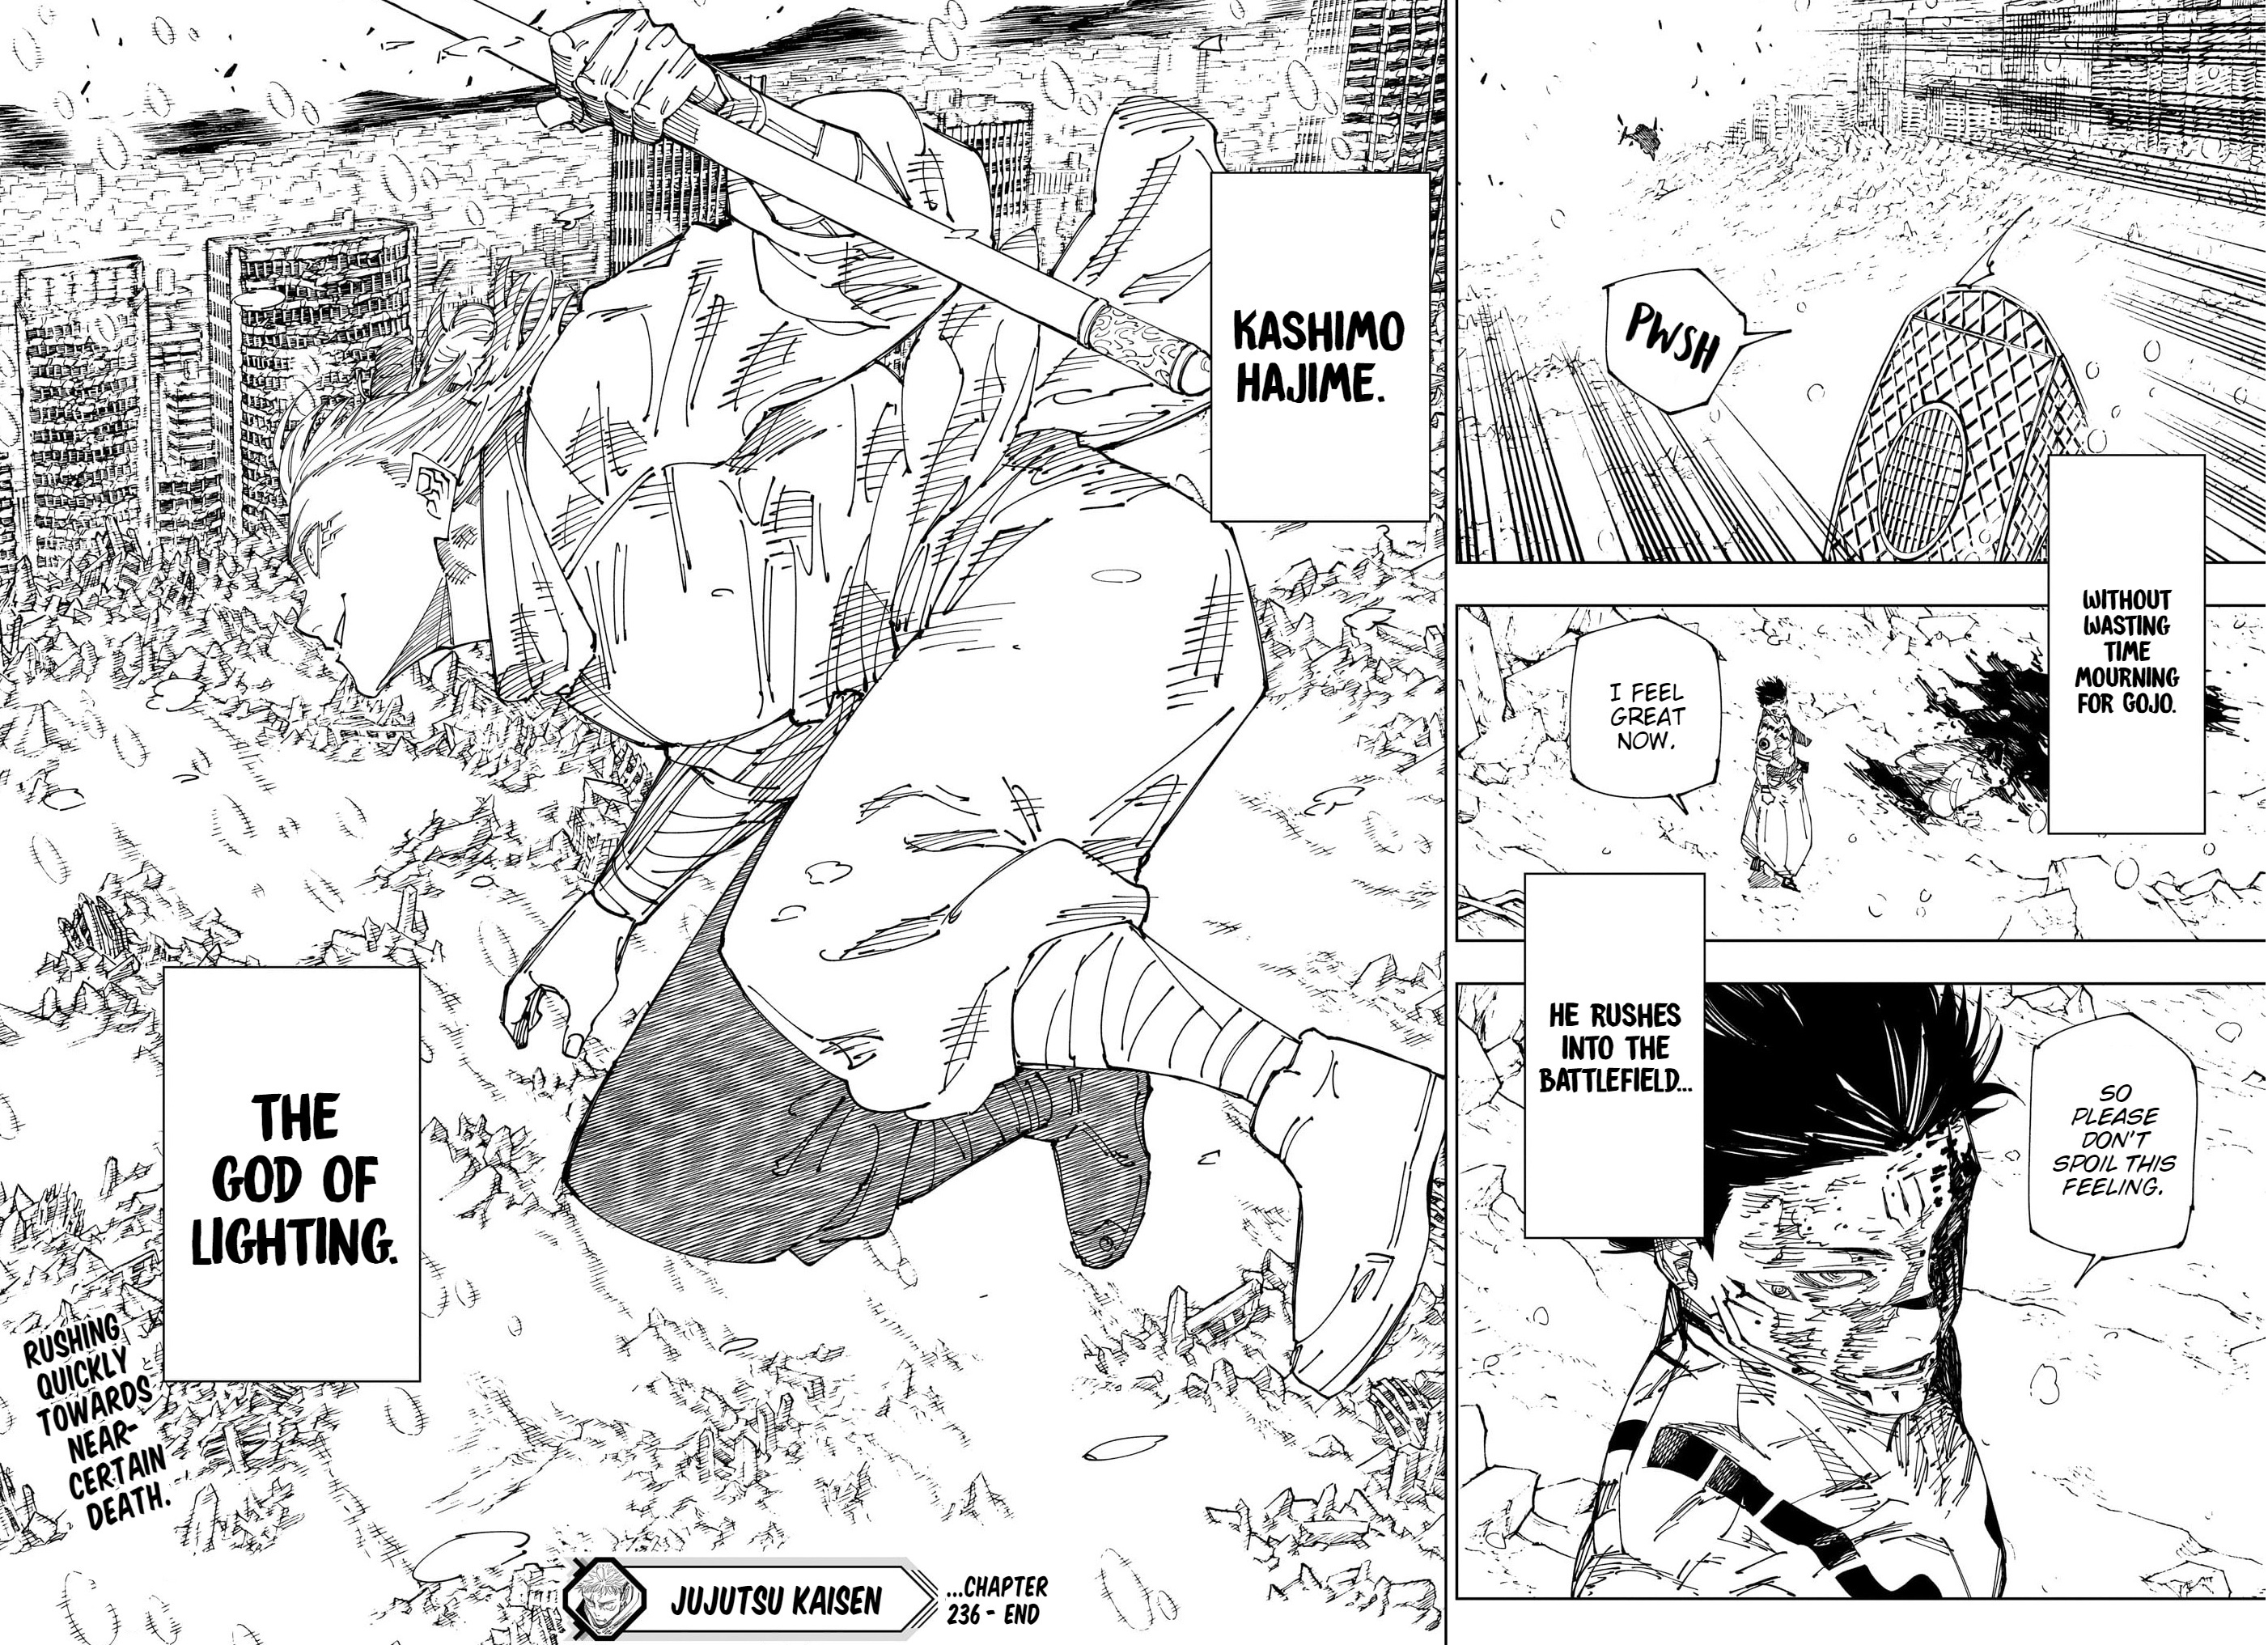 PWSH
WITHOUT
WASTING
TIME
MOURNING
FOR GOJO.
I FEEL
GREAT
NOW.
HE RUSHES
INTO THE
BATTLEFIELD...
SO
PLEASE
DON'T
SPOIL THIS
FEELING.
KASHIMO
HAJIME.
THE
GOD OF
LIGHTING.
RUSHING
QUICKLY
TOWARDS
NEAR-
CERTAIN
DEATH.
JUJUTSU KAISEN
...CHAPTER
236 - END